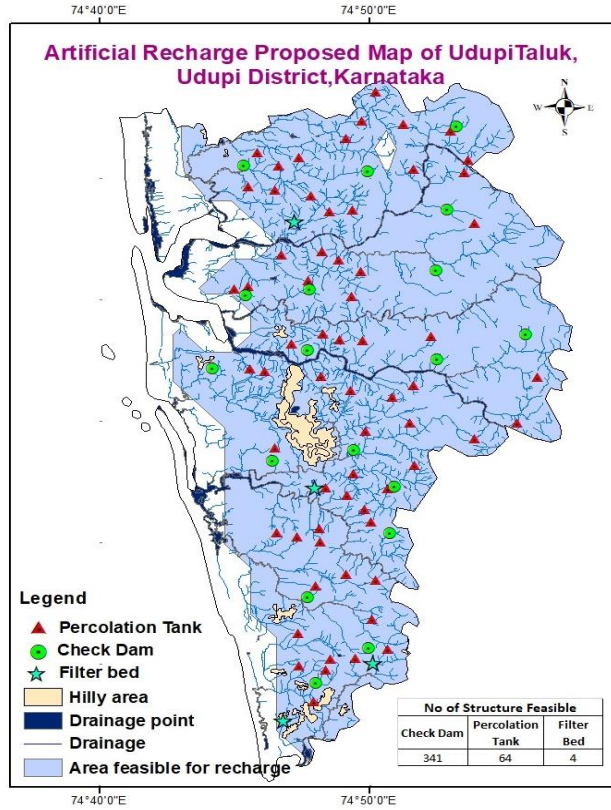 74°40'0"E 74°50'0"E
Artificial Recharge Proposed Map of UdupiTaluk,
Udupi District,Karnataka
N
W E
S
Legend
Percolation Tank
Check Dam
Filter bed
Hilly area
Drainage point
Drainage
Area feasible for recharge
No of Structure Feasible
Check Dam Percolation Tank Filter Bed
341 64 4
74°40'0"E 74°50'0"E